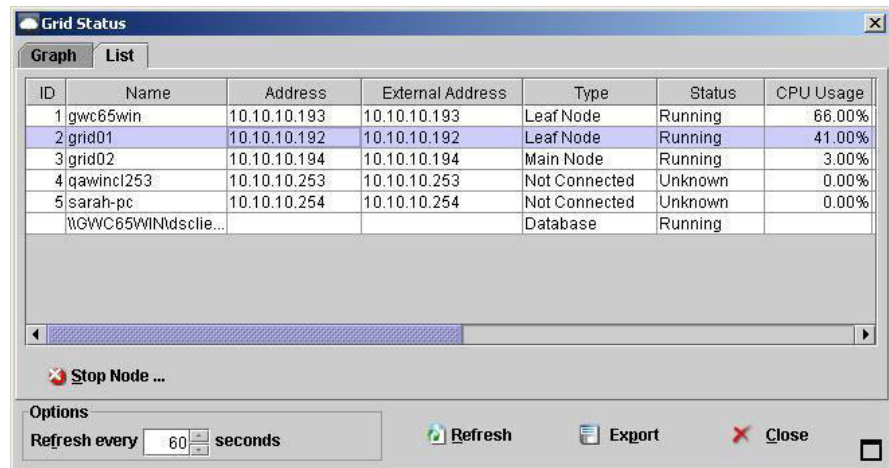 Grid Status
Graph List
ID Name Address External Address Type Status CPU Usage
1 gwc65win 10.10.10.193 10.10.10.193 Leaf Node Running 66.00%
2 grid01 10.10.10.192 10.10.10.192 Leaf Node Running 41.00%
3 grid02 10.10.10.194 10.10.10.194 Main Node Running 3.00%
4 qawincl253 10.10.10.253 10.10.10.253 Not Connected Unknown 0.00%
5 sarah-pc 10.10.10.254 10.10.10.254 Not Connected Unknown 0.00%
\\GWC65WIN\dsclie... Database Running
Stop Node ...
Options
Refresh every 60 seconds
Refresh Export Close